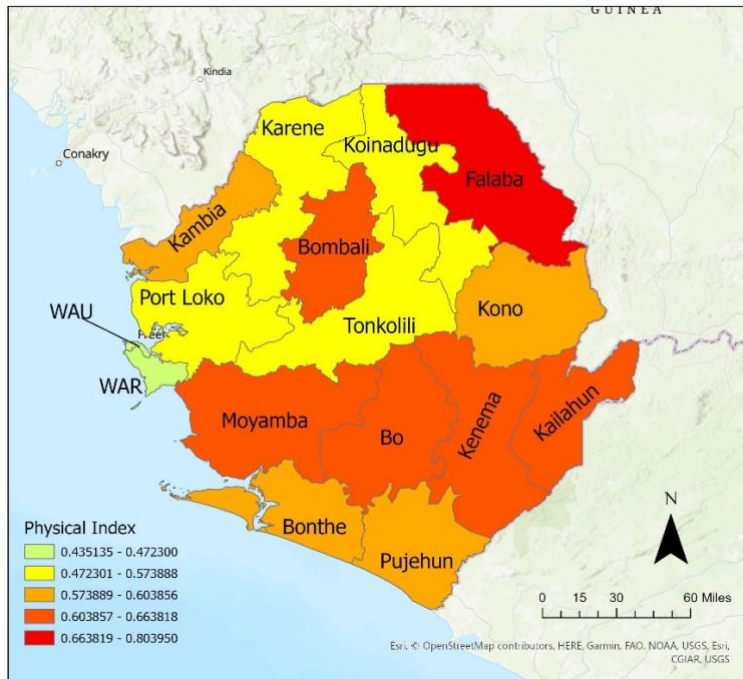 GUINEA
Kindia
Conakry
Karene
Koinadugu
Falaba
Kambia
Bombali
Port Loko
Kono
WAU
Tonkolili
WAR
Moyamba
Bo
Kenema
Kailahun
Bonthe
Pujehun
Physical Index
0.435135 - 0.472300
0.472301 - 0.573888
0.573889 - 0.603856
0.603857 - 0.663818
0.663819 - 0.803950
N
0 15 30 60 Miles
Esri, © OpenStreetMap contributors, HERE, Garmin, FAO, NOAA, USGS, Esri,
CGIAR, USGS